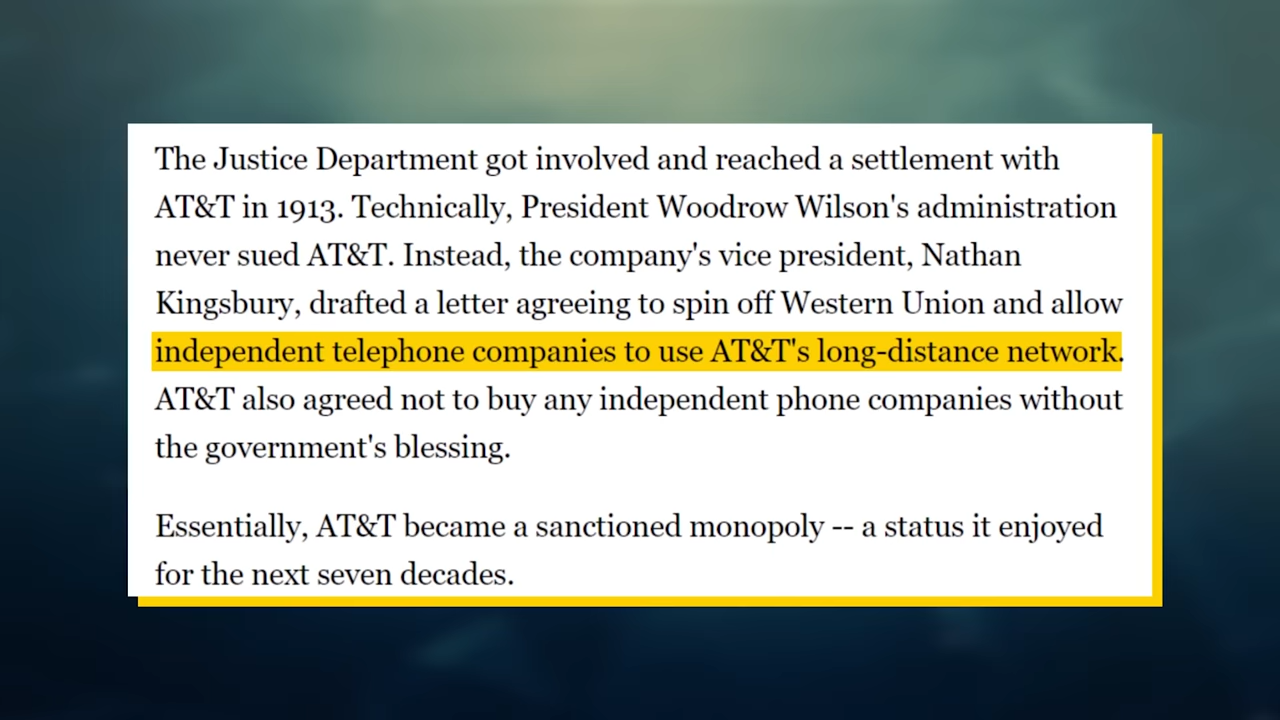 The Justice Department got involved and reached a settlement with
AT&T in 1913. Technically, President Woodrow Wilson's administration
never sued AT&T. Instead, the company's vice president, Nathan
Kingsbury, drafted a letter agreeing to spin off Western Union and allow
independent telephone companies to use AT&T's long-distance network.
AT&T also agreed not to buy any independent phone companies without
the government's blessing.
Essentially, AT&T became a sanctioned monopoly -- a status it enjoyed
for the next seven decades.